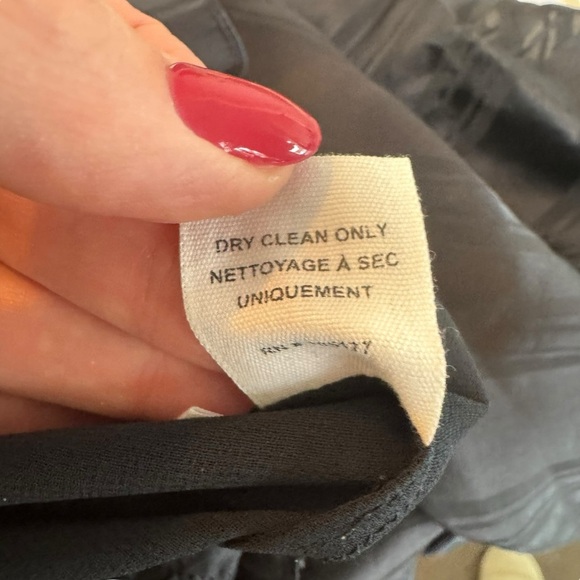 DRY CLEAN ONLY
NETTOYAGE À SEC
UNIQUEMENT